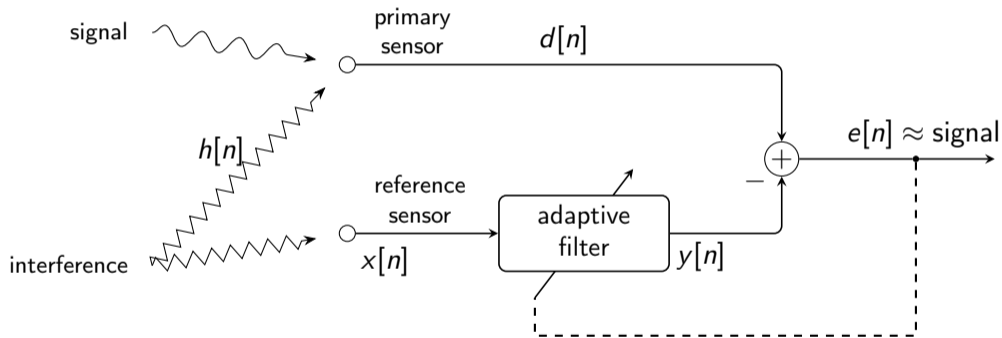 signal
primary
sensor
d[n]
h[n]
e[n] ≈ signal
+
−
reference
sensor
adaptive
filter
interference
x[n]
y[n]